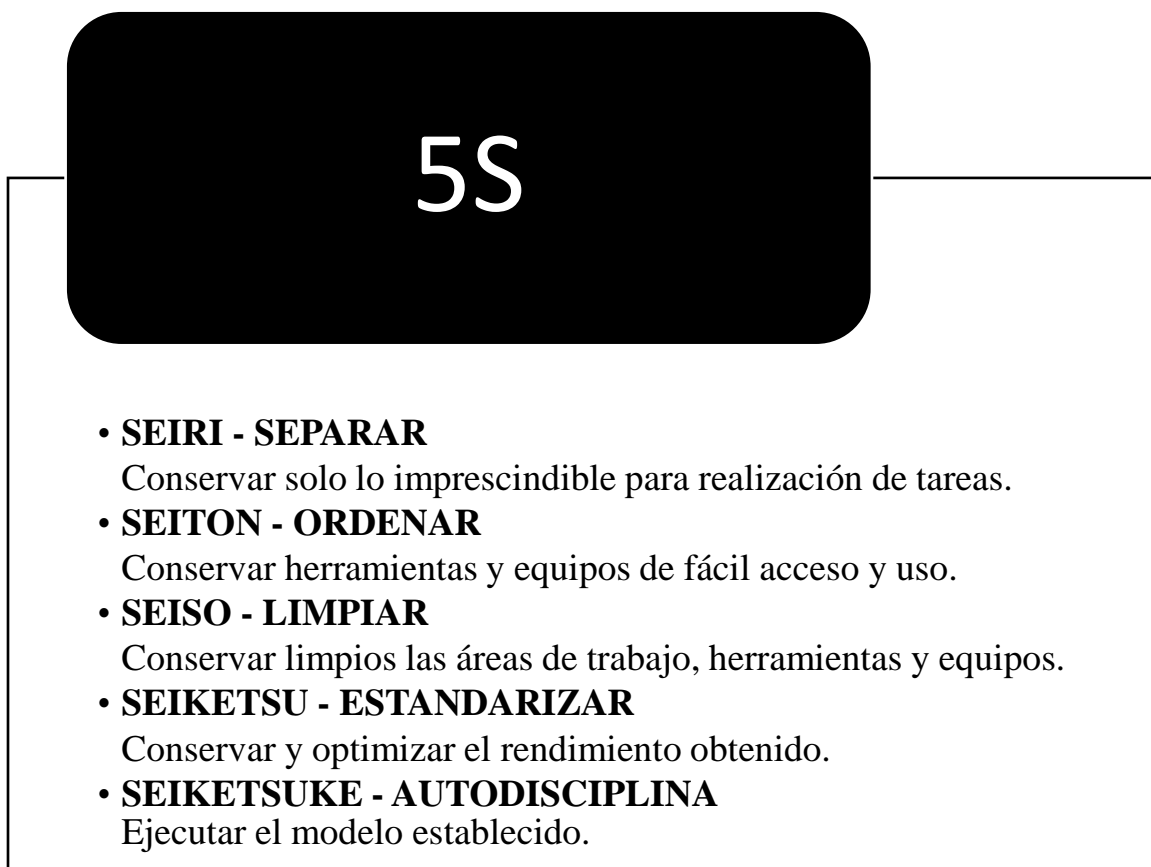 5S
• SEIRI - SEPARAR
Conservar solo lo imprescindible para realización de tareas.
• SEITON - ORDENAR
Conservar herramientas y equipos de fácil acceso y uso.
• SEISO - LIMPIAR
Conservar limpios las áreas de trabajo, herramientas y equipos.
• SEIKETSU - ESTANDARIZAR
Conservar y optimizar el rendimiento obtenido.
• SEIKETSUKE - AUTODISCIPLINA
Ejecutar el modelo establecido.